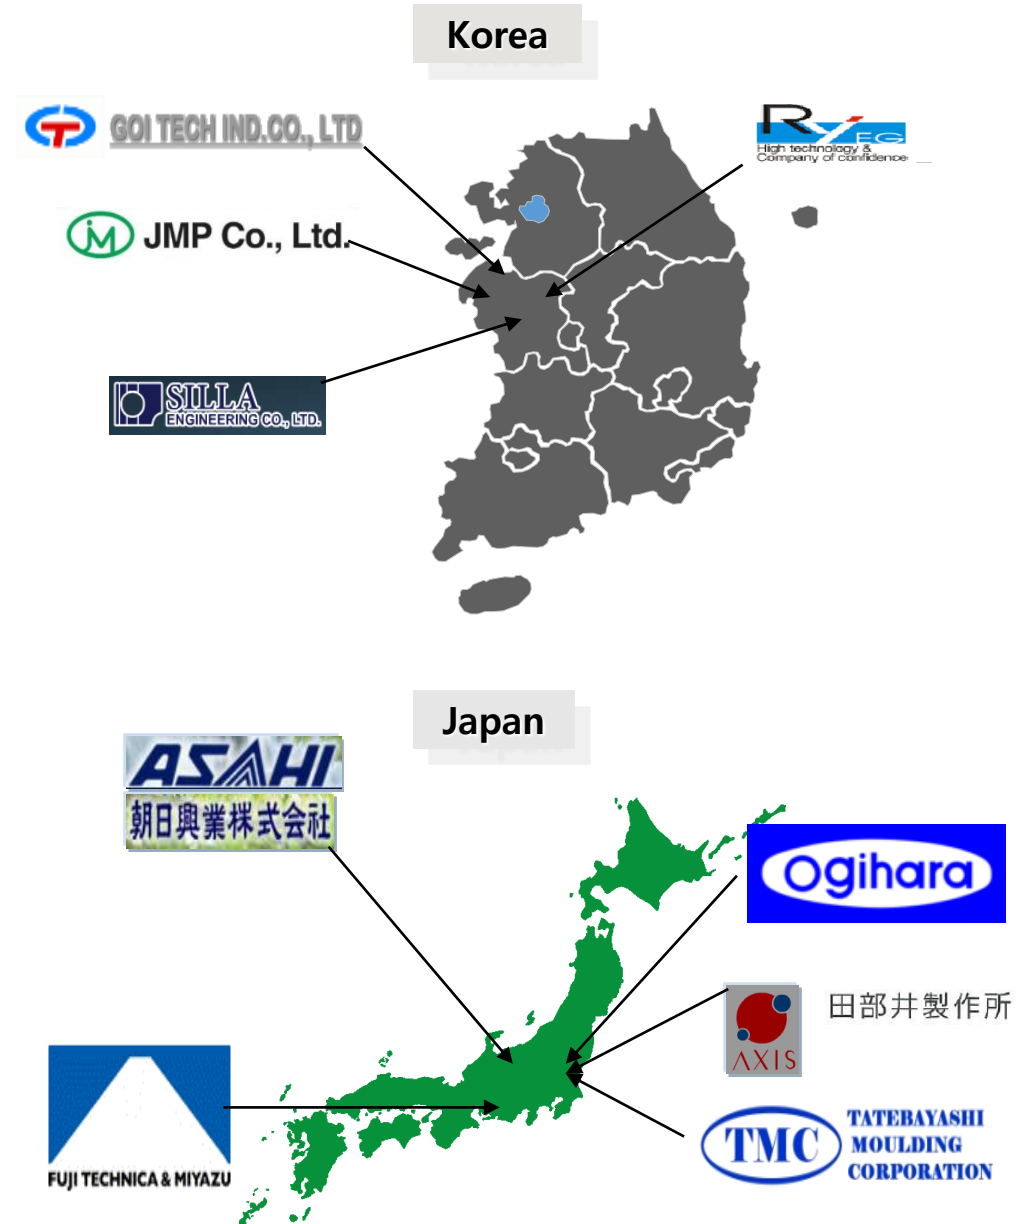 Korea
GOI TECH IND.CO., LTD
RYEG
High technology &
Company of confidence
JM
JMP Co., Ltd.
SILLA
ENGINEERING CO., LTD.
Japan
ASAHI
朝日興業株式会社
Ogihara
田部井製作所
AXIS
FUJI TECHNICA & MIYAZU
TMC
TATEBAYASHI
MOULDING
CORPORATION